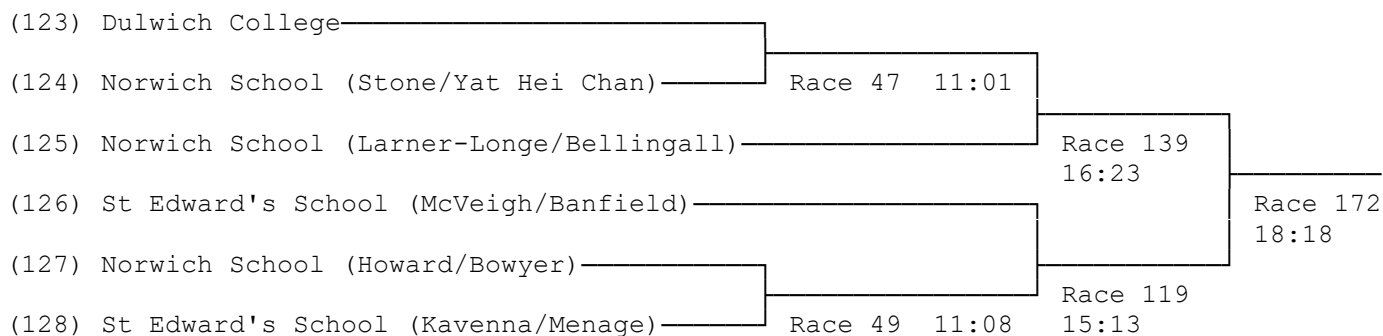 (123) Dulwich College
(124) Norwich School (Stone/Yat Hei Chan) Race 47 11:01
(125) Norwich School (Larner-Longe/Bellingall) Race 139
16:23
(126) St Edward's School (McVeigh/Banfield) Race 172
18:18
(127) Norwich School (Howard/Bowyer)
Race 119
(128) St Edward's School (Kavenna/Menage) Race 49 11:08 15:13